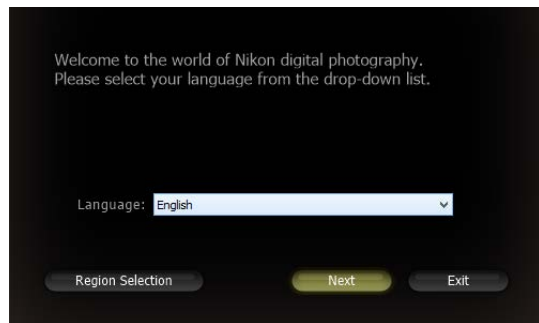 Welcome to the world of Nikon digital photography.
Please select your language from the drop-down list.
Language: English
Region Selection Next Exit